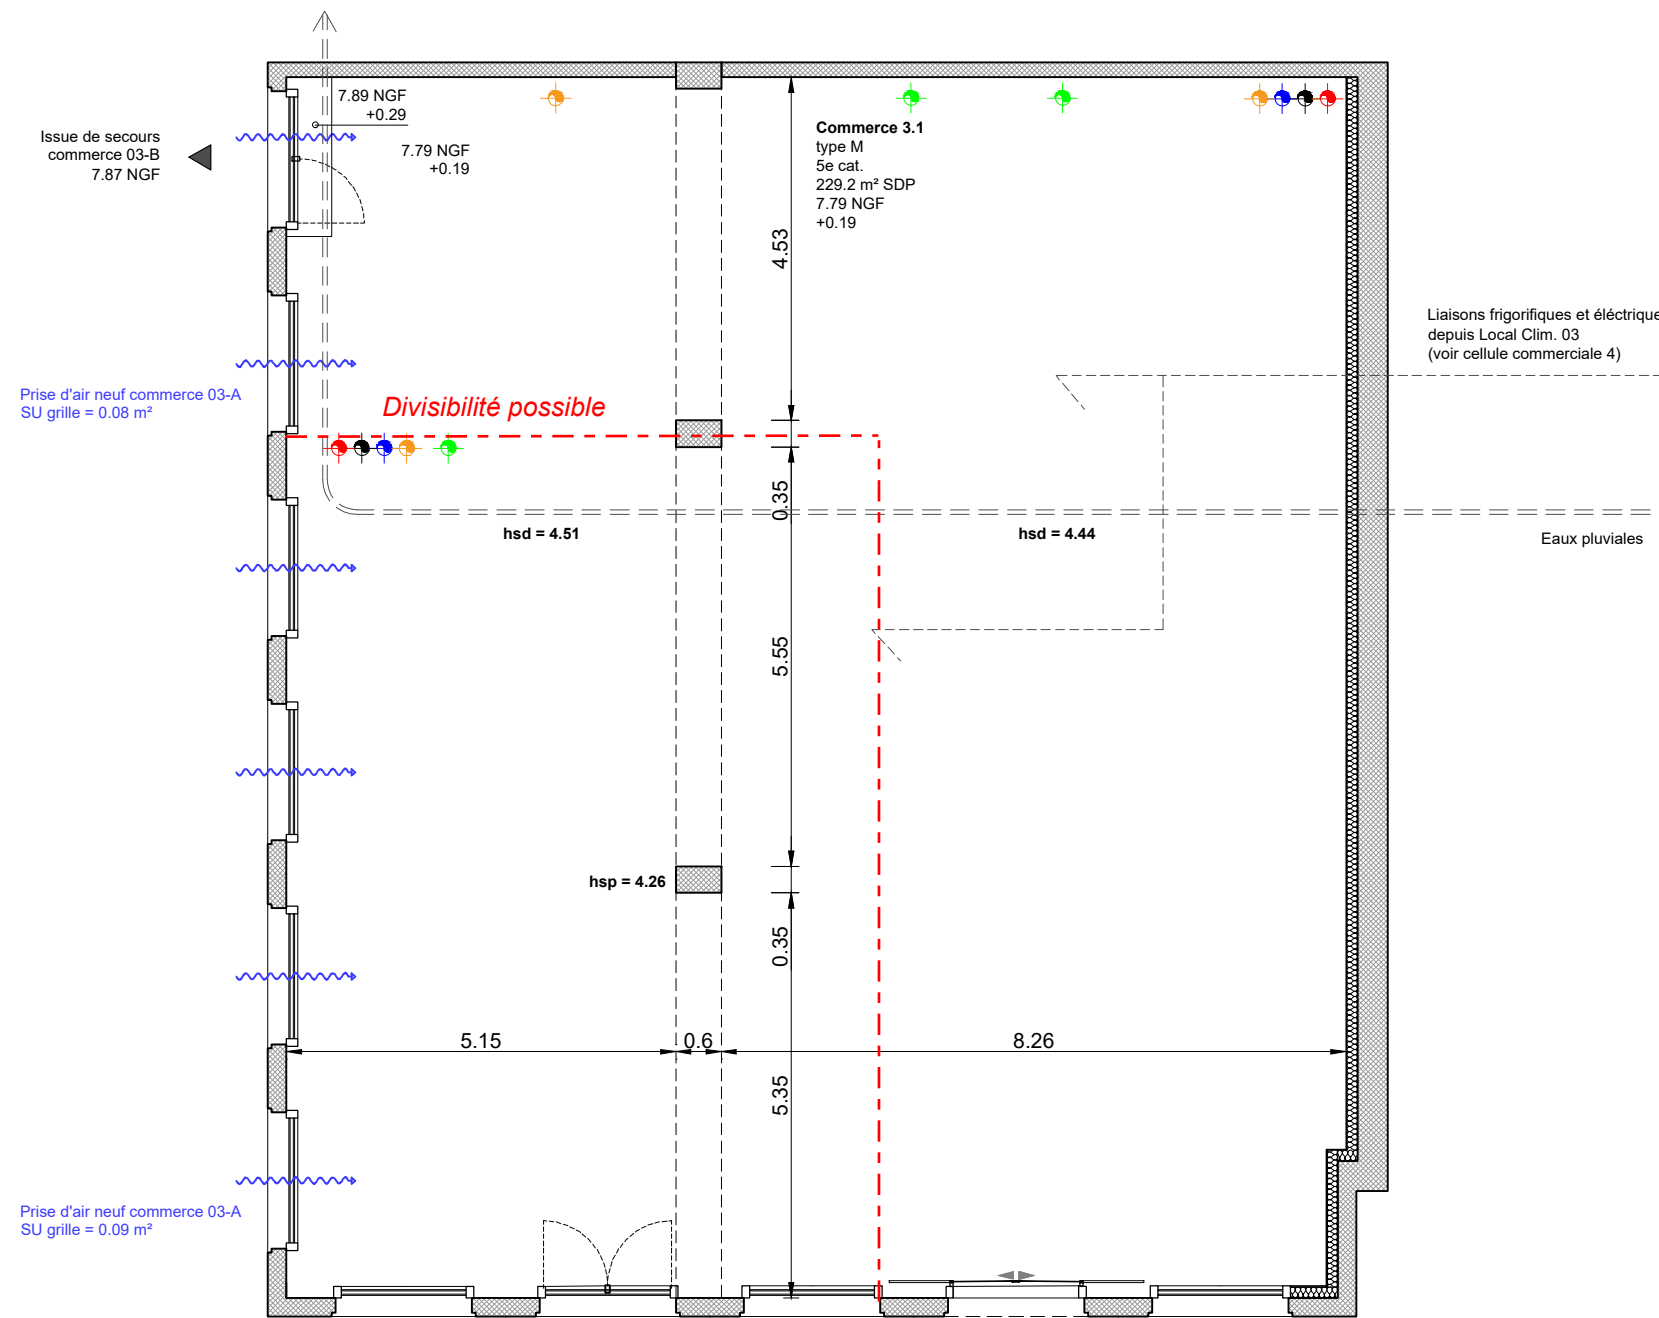 7.89 NGF
+0.29
Issue de secours
commerce 03-B
7.87 NGF
7.79 NGF
+0.19
Commerce 3.1
type M
5e cat.
229.2 m² SDP
7.79 NGF
+0.19
4.53
Liaisons frigorifiques et éléctrique
depuis Local Clim. 03
(voir cellule commerciale 4)
Prise d'air neuf commerce 03-A
SU grille = 0.08 m²
Divisibilité possible
0.35
hsd = 4.51
hsd = 4.44
Eaux pluviales
5.55
hsp = 4.26
0.35
5.15
0.6
8.26
5.35
Prise d'air neuf commerce 03-A
SU grille = 0.09 m²